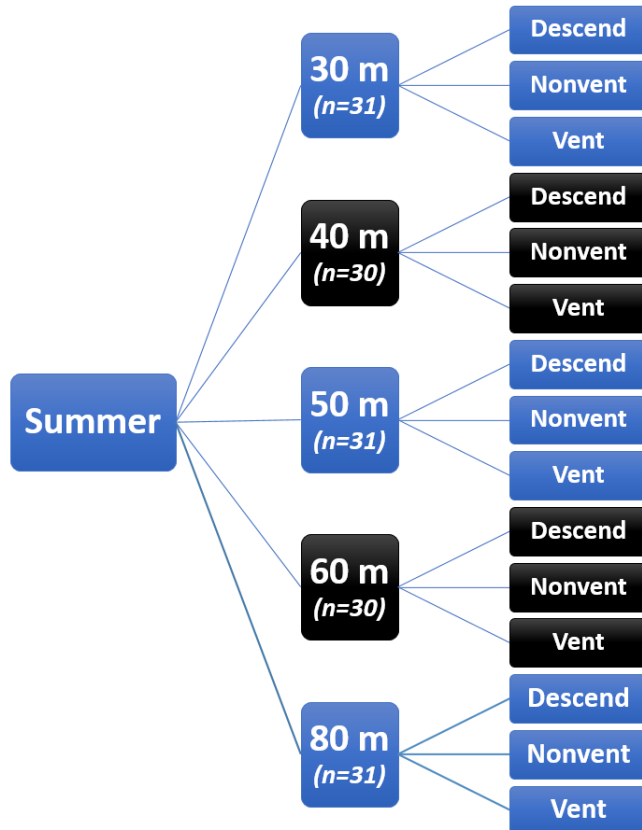 Summer
30 m
(n=31)
Descend
Nonvent
Vent
40 m
(n=30)
Descend
Nonvent
Vent
50 m
(n=31)
Descend
Nonvent
Vent
60 m
(n=30)
Descend
Nonvent
Vent
80 m
(n=31)
Descend
Nonvent
Vent